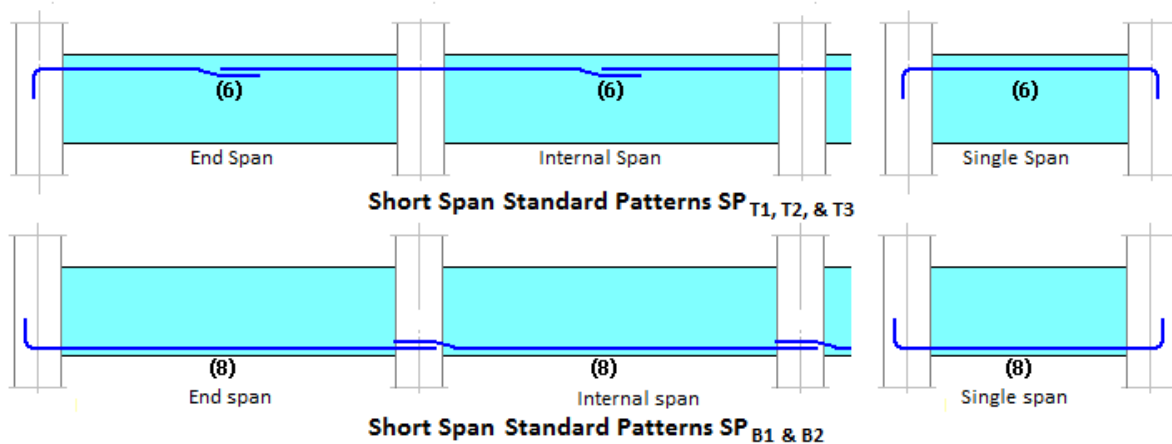 (6) (6) (6)
End Span Internal Span Single Span
Short Span Standard Patterns SP T1, T2, & T3
(8) (8) (8)
End span Internal span Single span
Short Span Standard Patterns SP B1 & B2